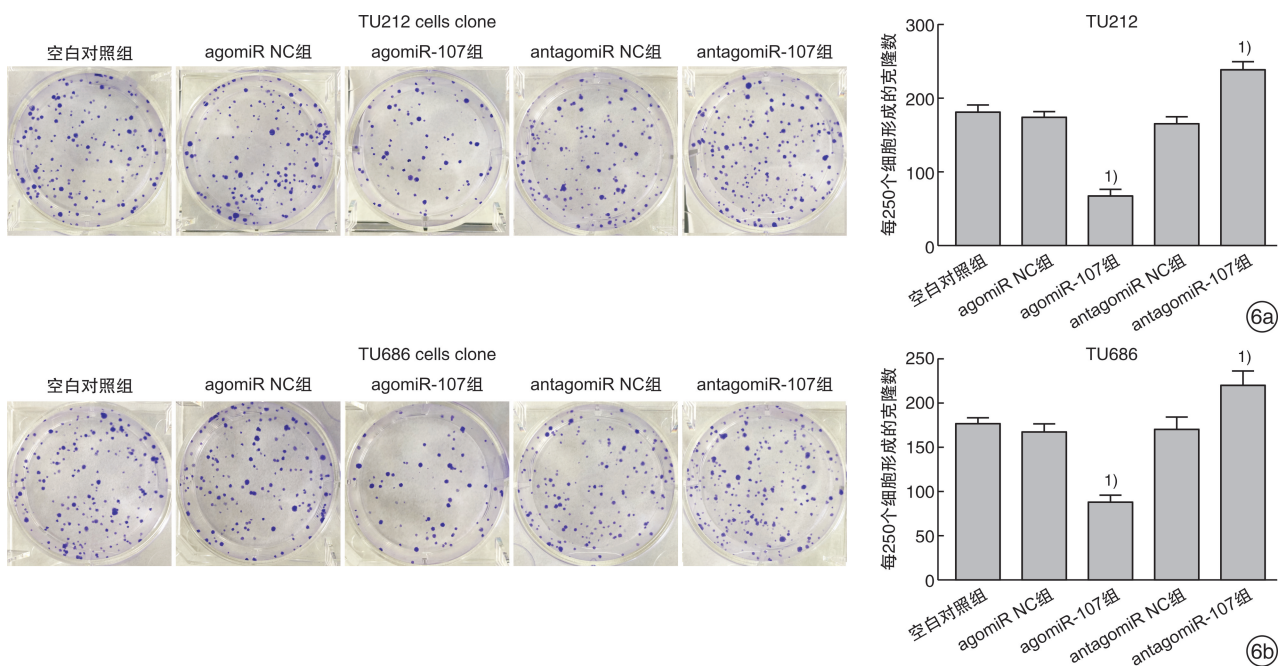 TU212 cells clone
空白对照组
agomiR NC组
agomiR-107组
antagomiR NC组
antagomiR-107组
TU212
每250个细胞形成的克隆数
300
200
100
0
1)
1)
空白对照组
agomiR NC组
agomiR-107组
antagomiR NC组
antagomiR-107组
6a
TU686 cells clone
空白对照组
agomiR NC组
agomiR-107组
antagomiR NC组
antagomiR-107组
TU686
每250个细胞形成的克隆数
250
200
150
100
50
0
1)
1)
空白对照组
agomiR NC组
agomiR-107组
antagomiR NC组
antagomiR-107组
6b